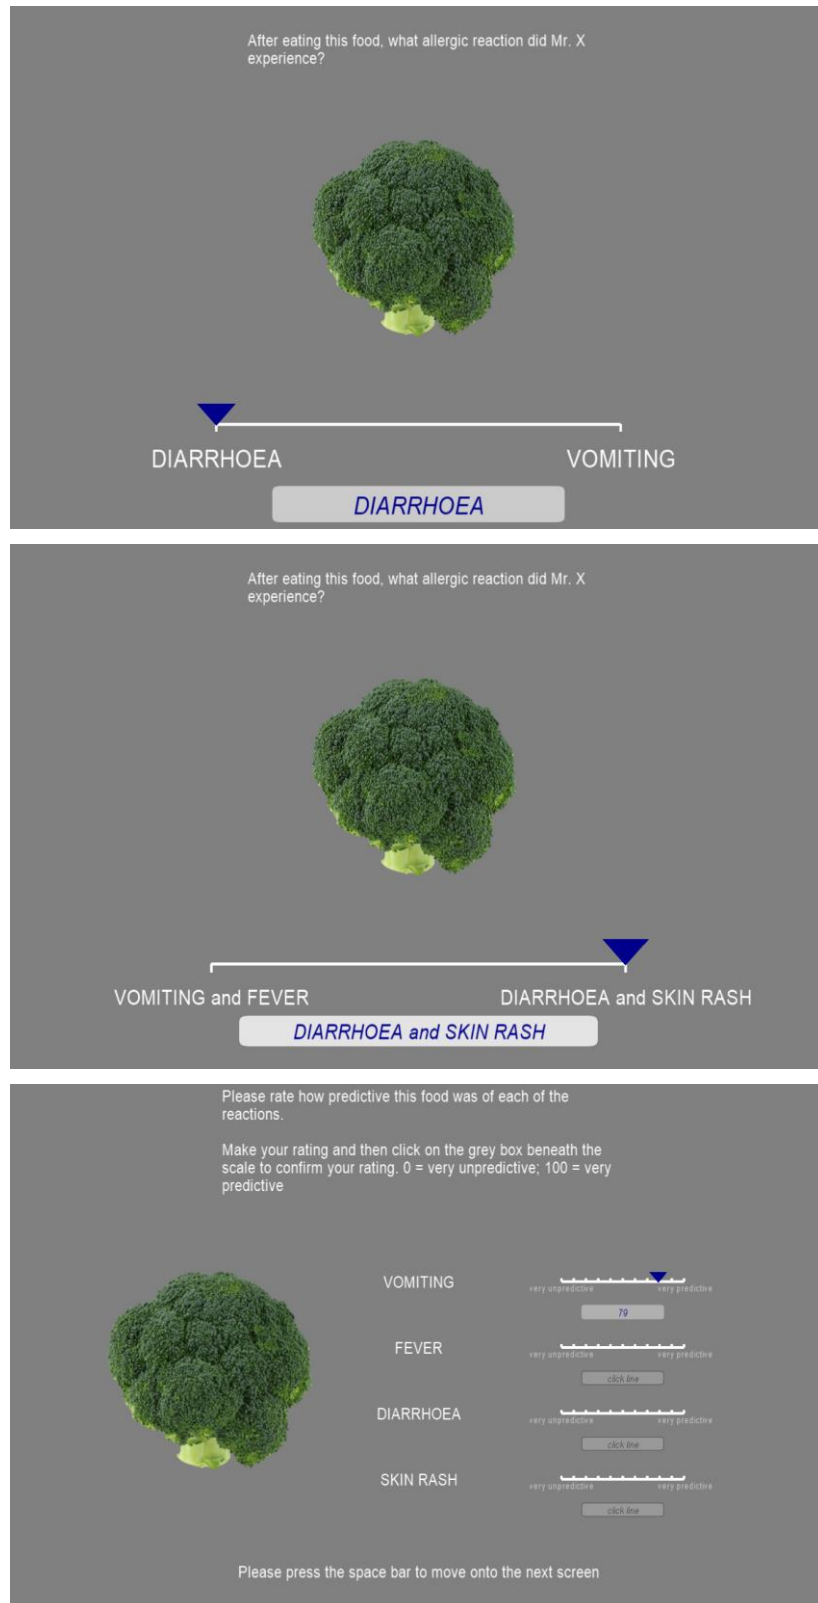 After eating this food, what allergic reaction did Mr. X
experience?
DIARRHOEA VOMITING
DIARRHOEA
After eating this food, what allergic reaction did Mr. X
experience?
VOMITING and FEVER DIARRHOEA and SKIN RASH
DIARRHOEA and SKIN RASH
Please rate how predictive this food was of each of the
reactions.
Make your rating and then click on the grey box beneath the
scale to confirm your rating. 0 = very unpredictive; 100 = very
predictive
VOMITING
very unpredictive very predictive
79
FEVER
very unpredictive very predictive
click line
DIARRHOEA
very unpredictive very predictive
click line
SKIN RASH
very unpredictive very predictive
click line
Please press the space bar to move onto the next screen